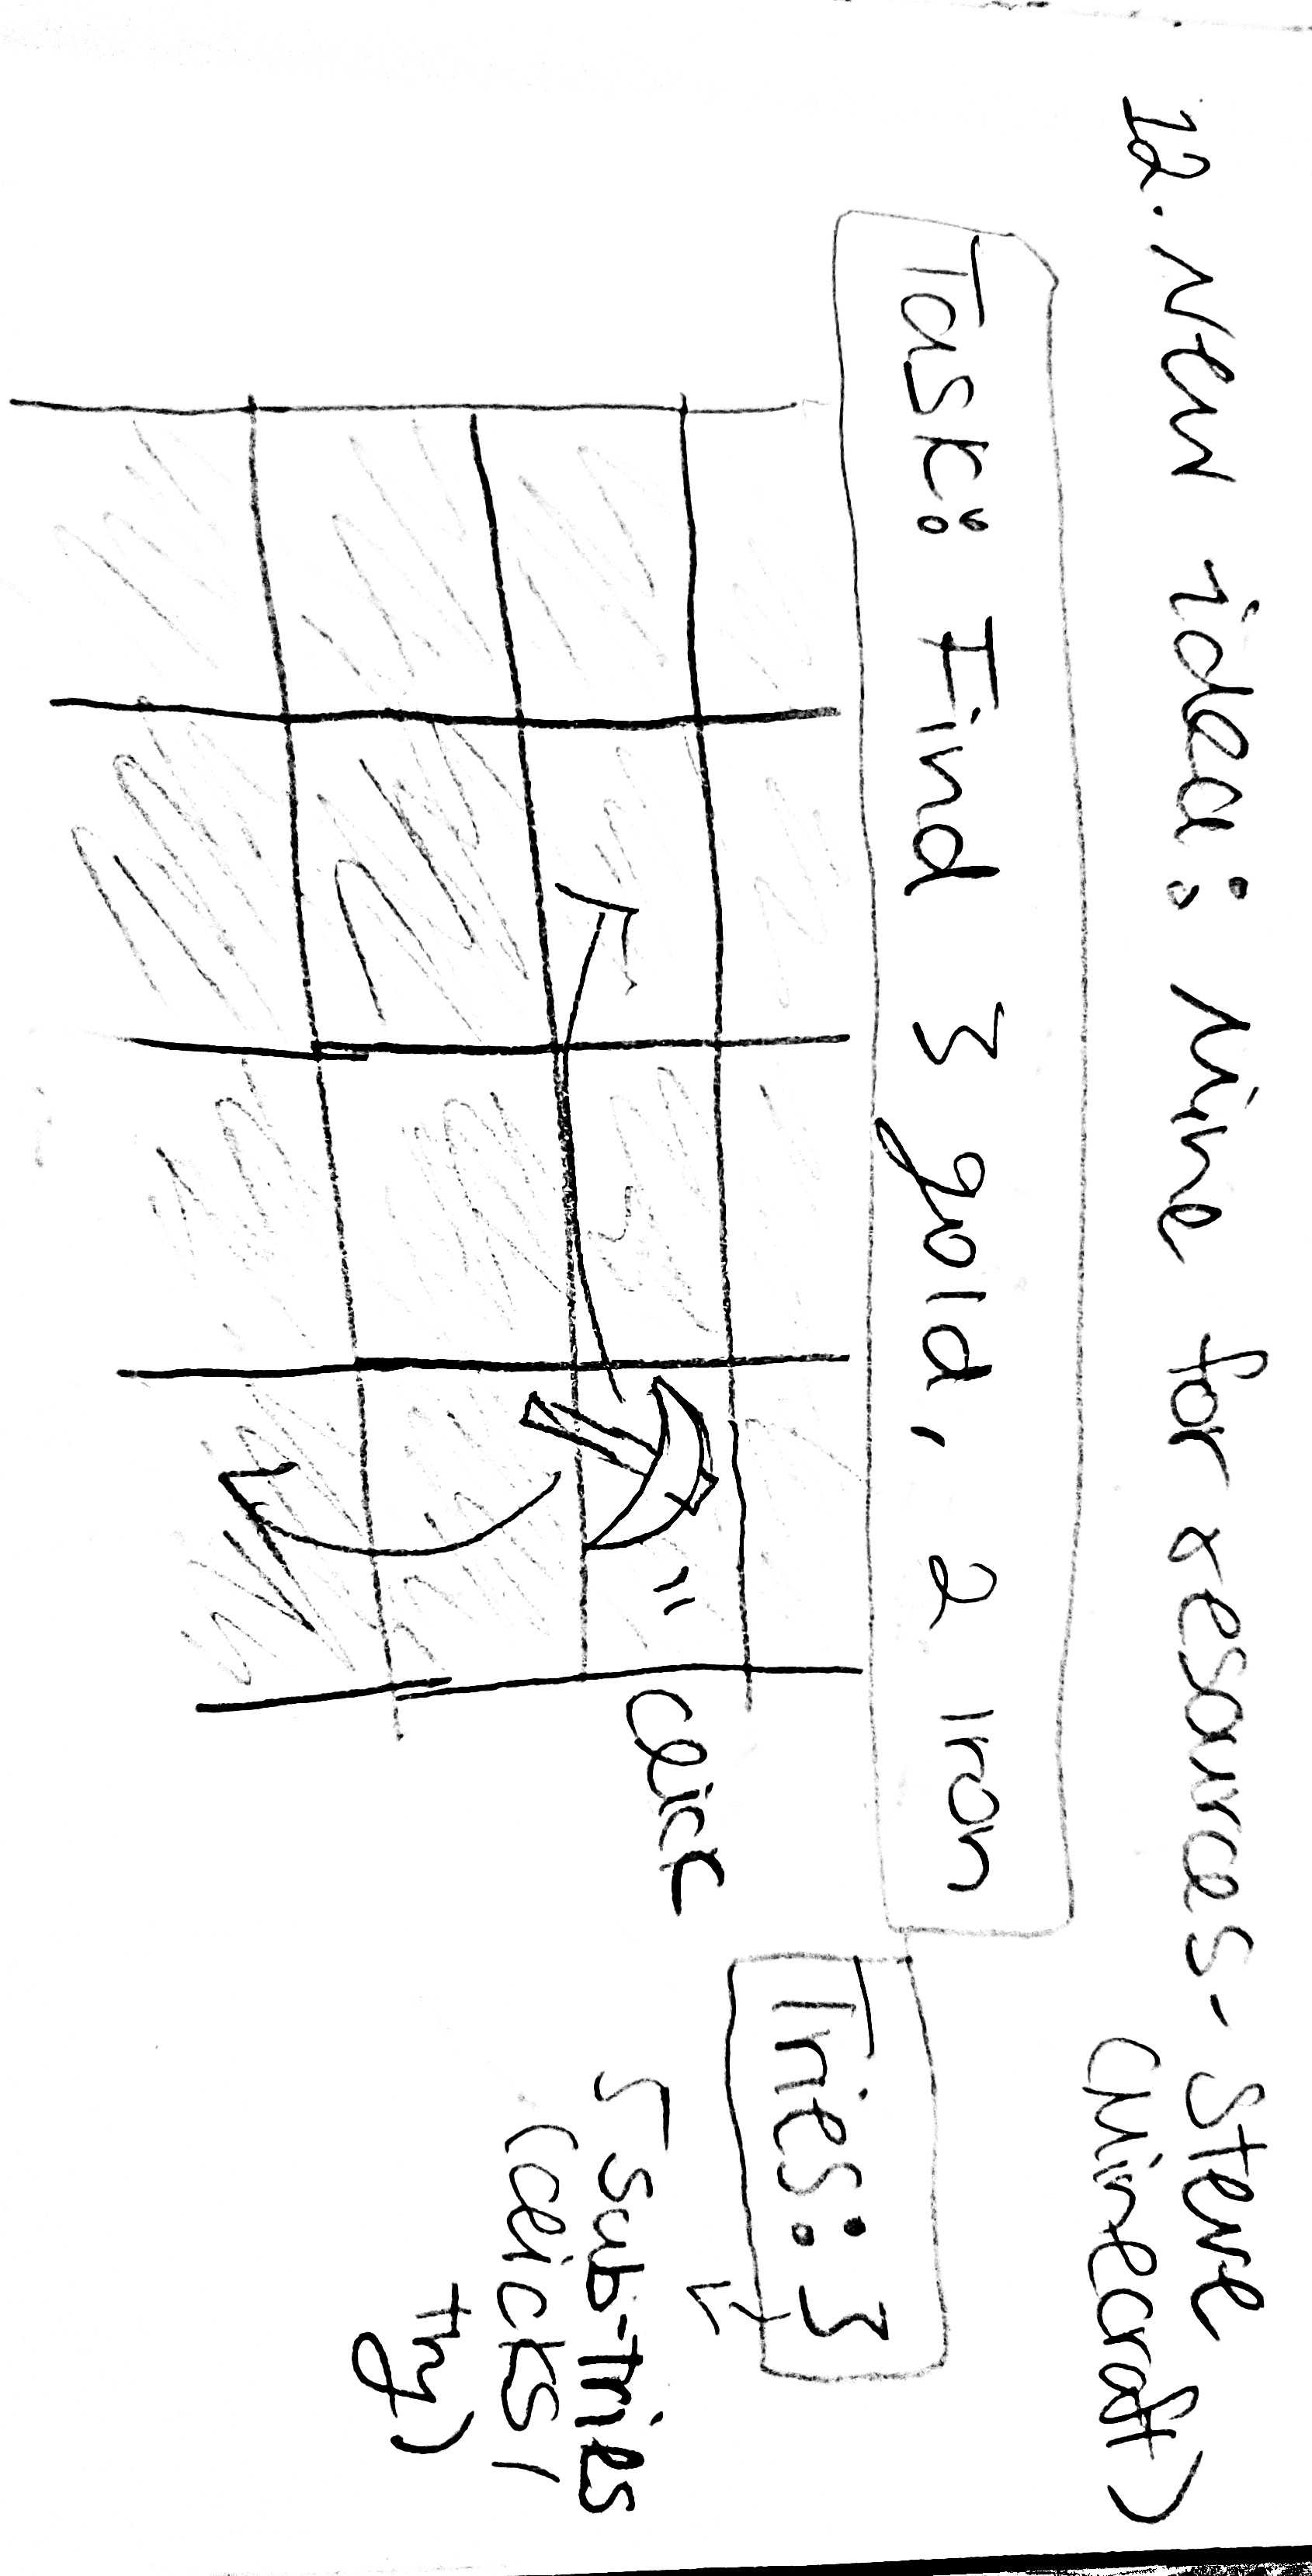 12. New idea: Mine for resources- Steve
(Minecraft)
Task: Find 3 gold, 2 Iron
Tries: 3
click
5 sub-tries
(clicks/
try)